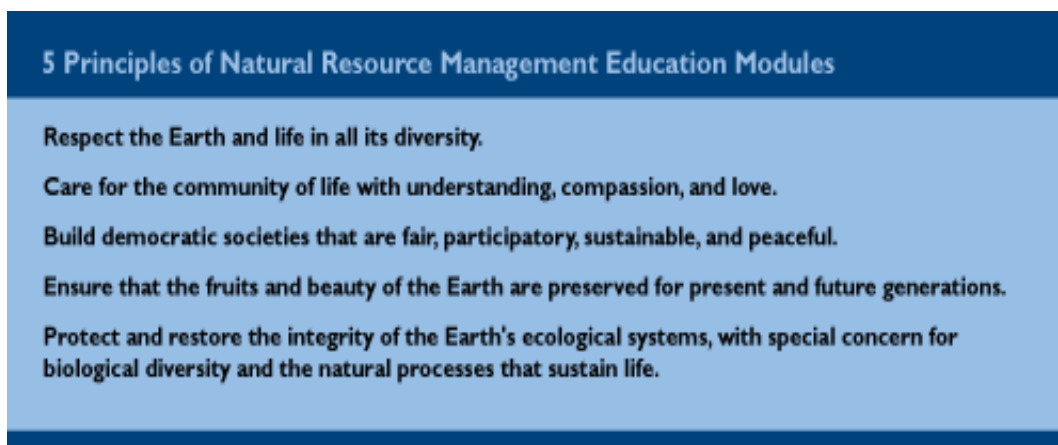 5 Principles of Natural Resource Management Education Modules
Respect the Earth and life in all its diversity.
Care for the community of life with understanding, compassion, and love.
Build democratic societies that are fair, participatory, sustainable, and peaceful.
Ensure that the fruits and beauty of the Earth are preserved for present and future generations.
Protect and restore the integrity of the Earth's ecological systems, with special concern for
biological diversity and the natural processes that sustain life.